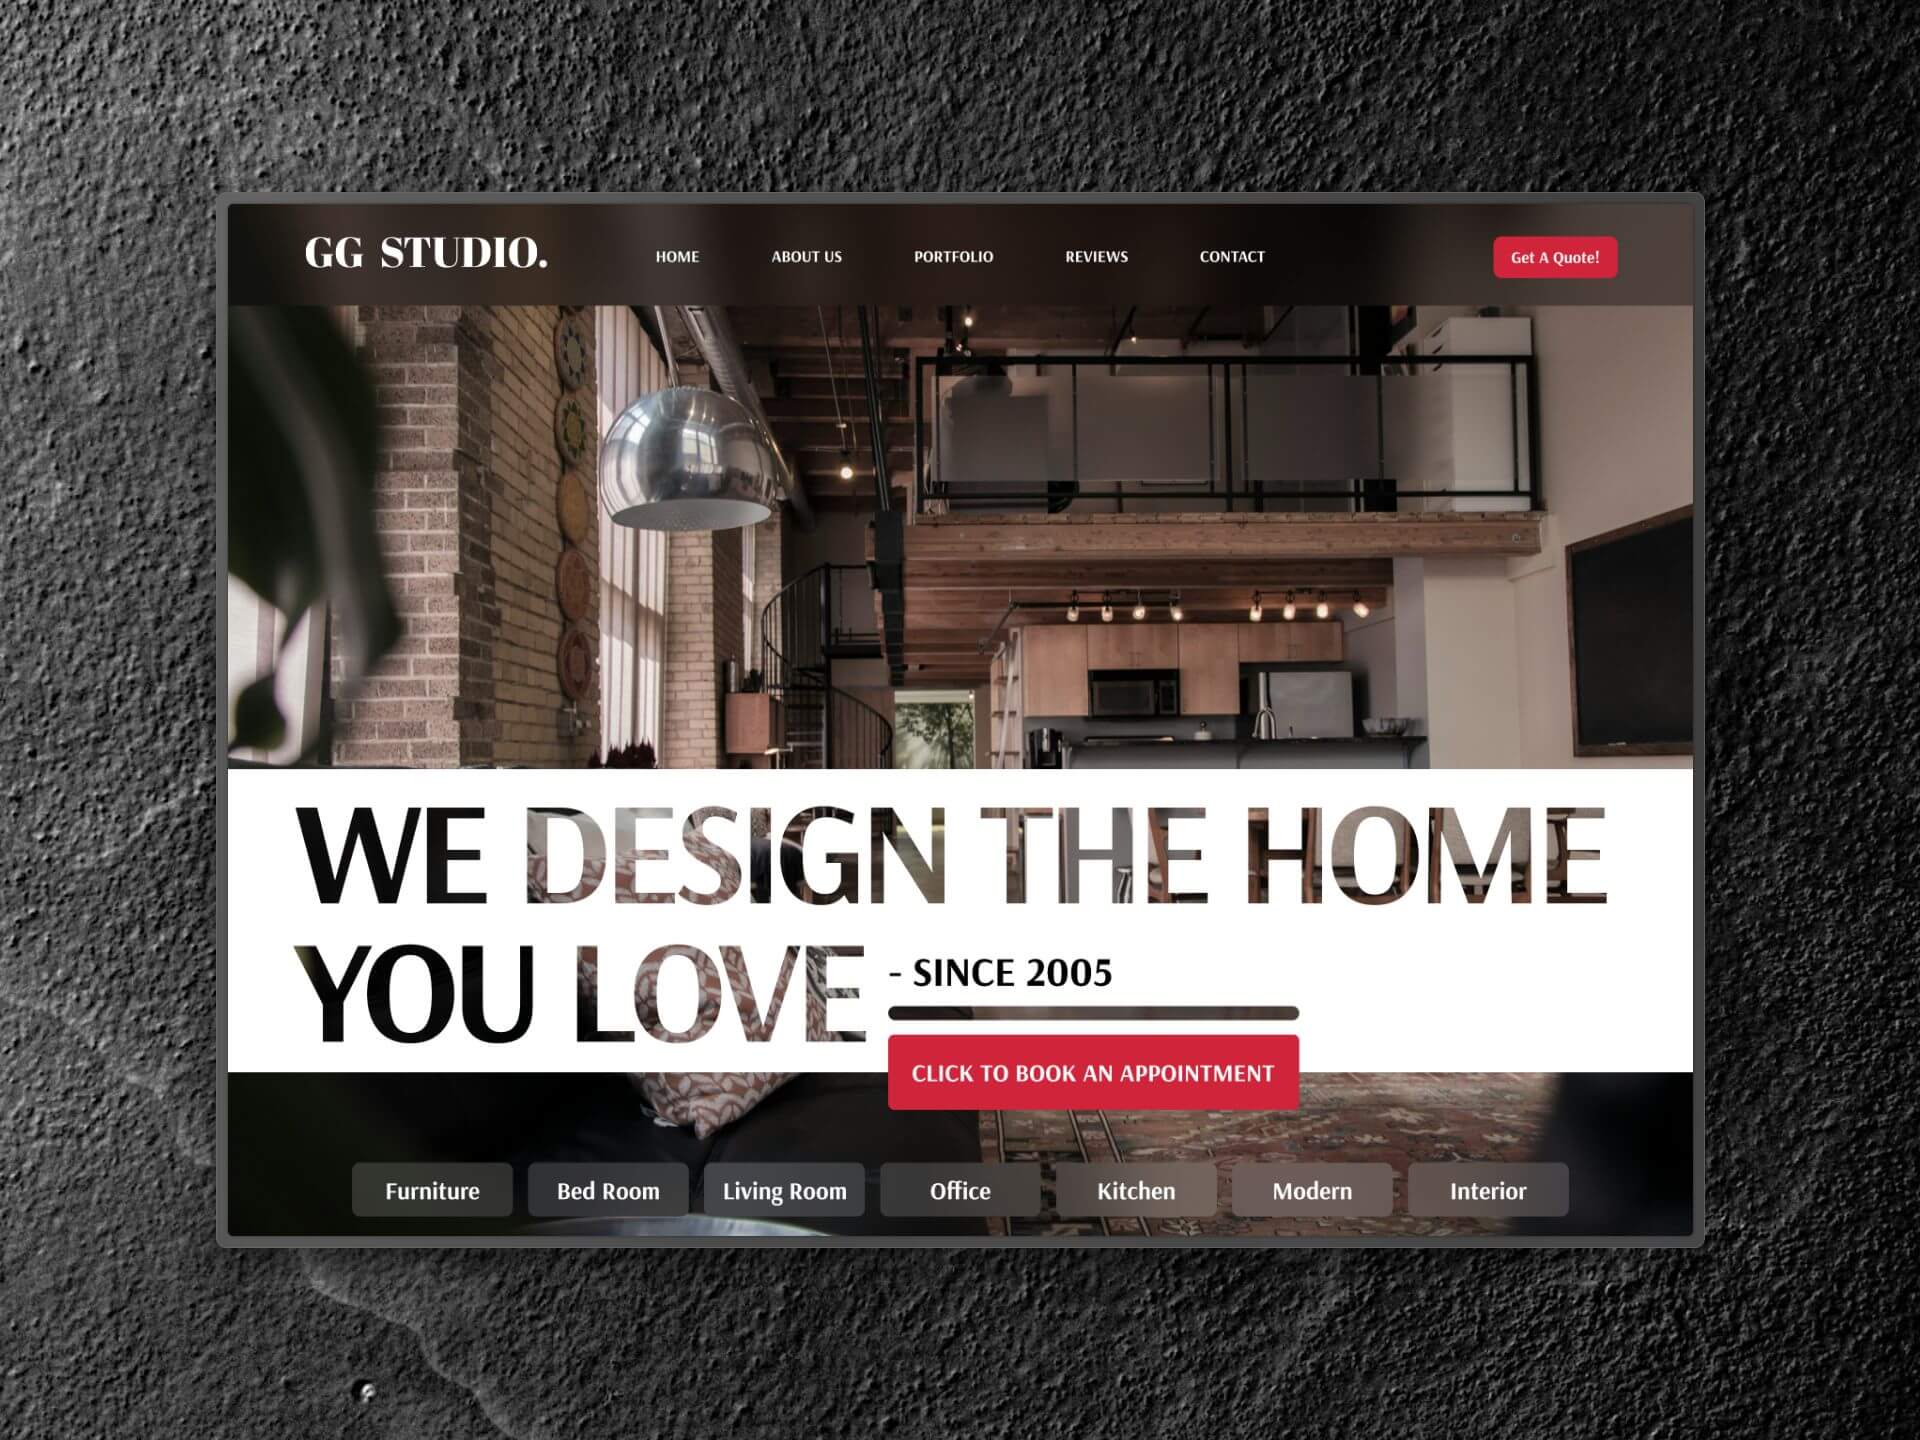 GG STUDIO.
HOME
ABOUT US
PORTFOLIO
REVIEWS
CONTACT
Get A Quote!
WE DESIGN THE HOME
YOU LOVE
- SINCE 2005
CLICK TO BOOK AN APPOINTMENT
Furniture
Bed Room
Living Room
Office
Kitchen
Modern
Interior